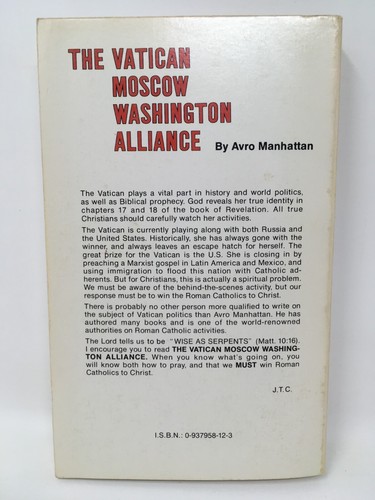 THE VATICAN
MOSCOW
WASHINGTON
ALLIANCE
By Avro Manhattan
The Vatican plays a vital part in history and world politics,
as well as Biblical prophecy. God reveals her true identity in
chapters 17 and 18 of the book of Revelation. All true
Christians should carefully watch her activities.
The Vatican is currently playing along with both Russia and
the United States. Historically, she has always gone with the
winner, and always leaves an escape hatch for herself. The
great prize for the Vatican is the U.S. She is closing in by
preaching a Marxist gospel in Latin America and Mexico, and
using immigration to flood this nation with Catholic ad-
herents. But for Christians, this is actually a spiritual problem.
We must be aware of the behind-the-scenes activity, but our
response must be to win the Roman Catholics to Christ.
There is probably no other person more qualified to write on
the subject of Vatican politics than Avro Manhattan. He has
authored many books and is one of the world-renowned
authorities on Roman Catholic activities.
The Lord tells us to be "WISE AS SERPENTS" (Matt. 10:16).
I encourage you to read THE VATICAN MOSCOW WASHING-
TON ALLIANCE. When you know what's going on, you
will know both how to pray, and that we MUST win Roman
Catholics to Christ.
J.T.C.
I.S.B.N.: 0-937958-12-3